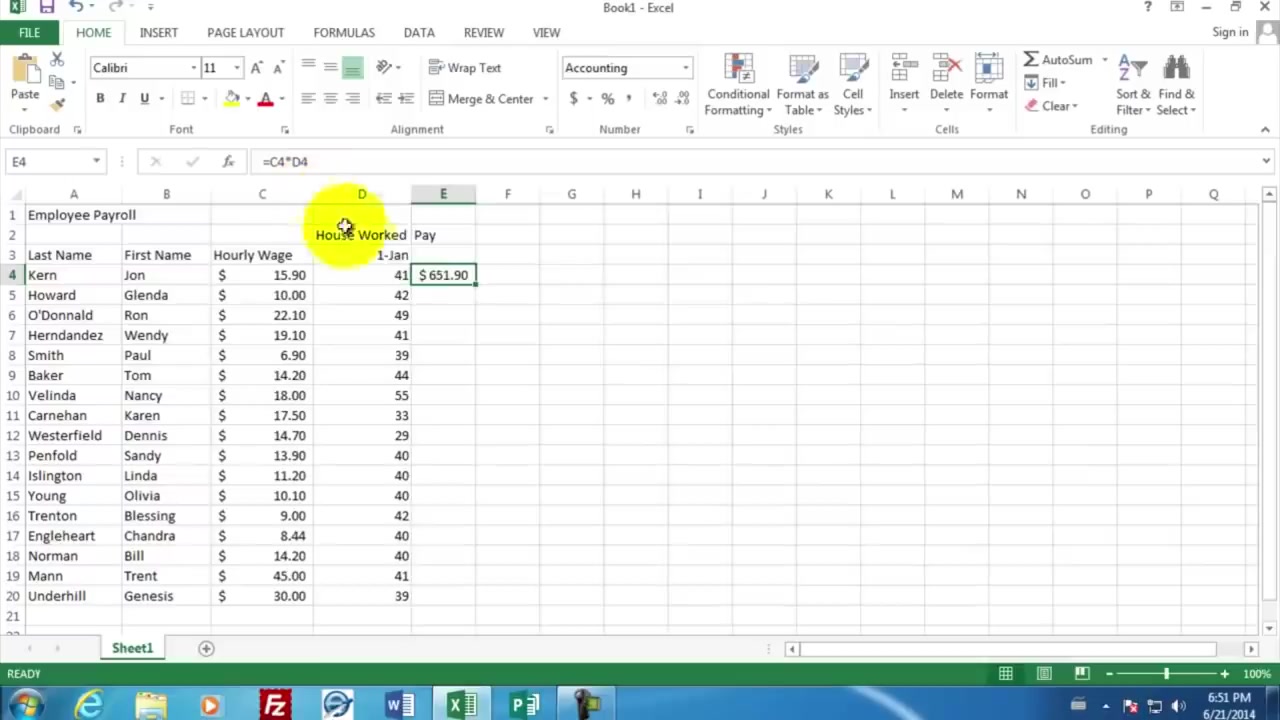 Book1 - Excel
?
FILE HOME INSERT PAGE LAYOUT FORMULAS DATA REVIEW VIEW Sign in
Paste Calibri 11 Wrap Text Accounting Conditional Formatting Format as Table Cell Styles Insert Delete Format AutoSum Sort & Filter Find & Select
B I U Merge & Center $ % Fill
Clear
Clipboard Font Alignment Number Styles Cells Editing
E4 fx =C4*D4
A B C D E F G H I J K L M N O P Q
1 Employee Payroll
2 House Worked Pay
3 Last Name First Name Hourly Wage 1-Jan
4 Kern Jon $ 15.90 41 $ 651.90
5 Howard Glenda $ 10.00 42
6 O'Donnald Ron $ 22.10 49
7 Herndandez Wendy $ 19.10 41
8 Smith Paul $ 6.90 39
9 Baker Tom $ 14.20 44
10 Velinda Nancy $ 18.00 55
11 Carnehan Karen $ 17.50 33
12 Westerfield Dennis $ 14.70 29
13 Penfold Sandy $ 13.90 40
14 Islington Linda $ 11.20 40
15 Young Olivia $ 10.10 40
16 Trenton Blessing $ 9.00 42
17 Engleheart Chandra $ 8.44 40
18 Norman Bill $ 14.20 40
19 Mann Trent $ 45.00 41
20 Underhill Genesis $ 30.00 39
21
Sheet1
READY 100%
6:51 PM
6/21/2014